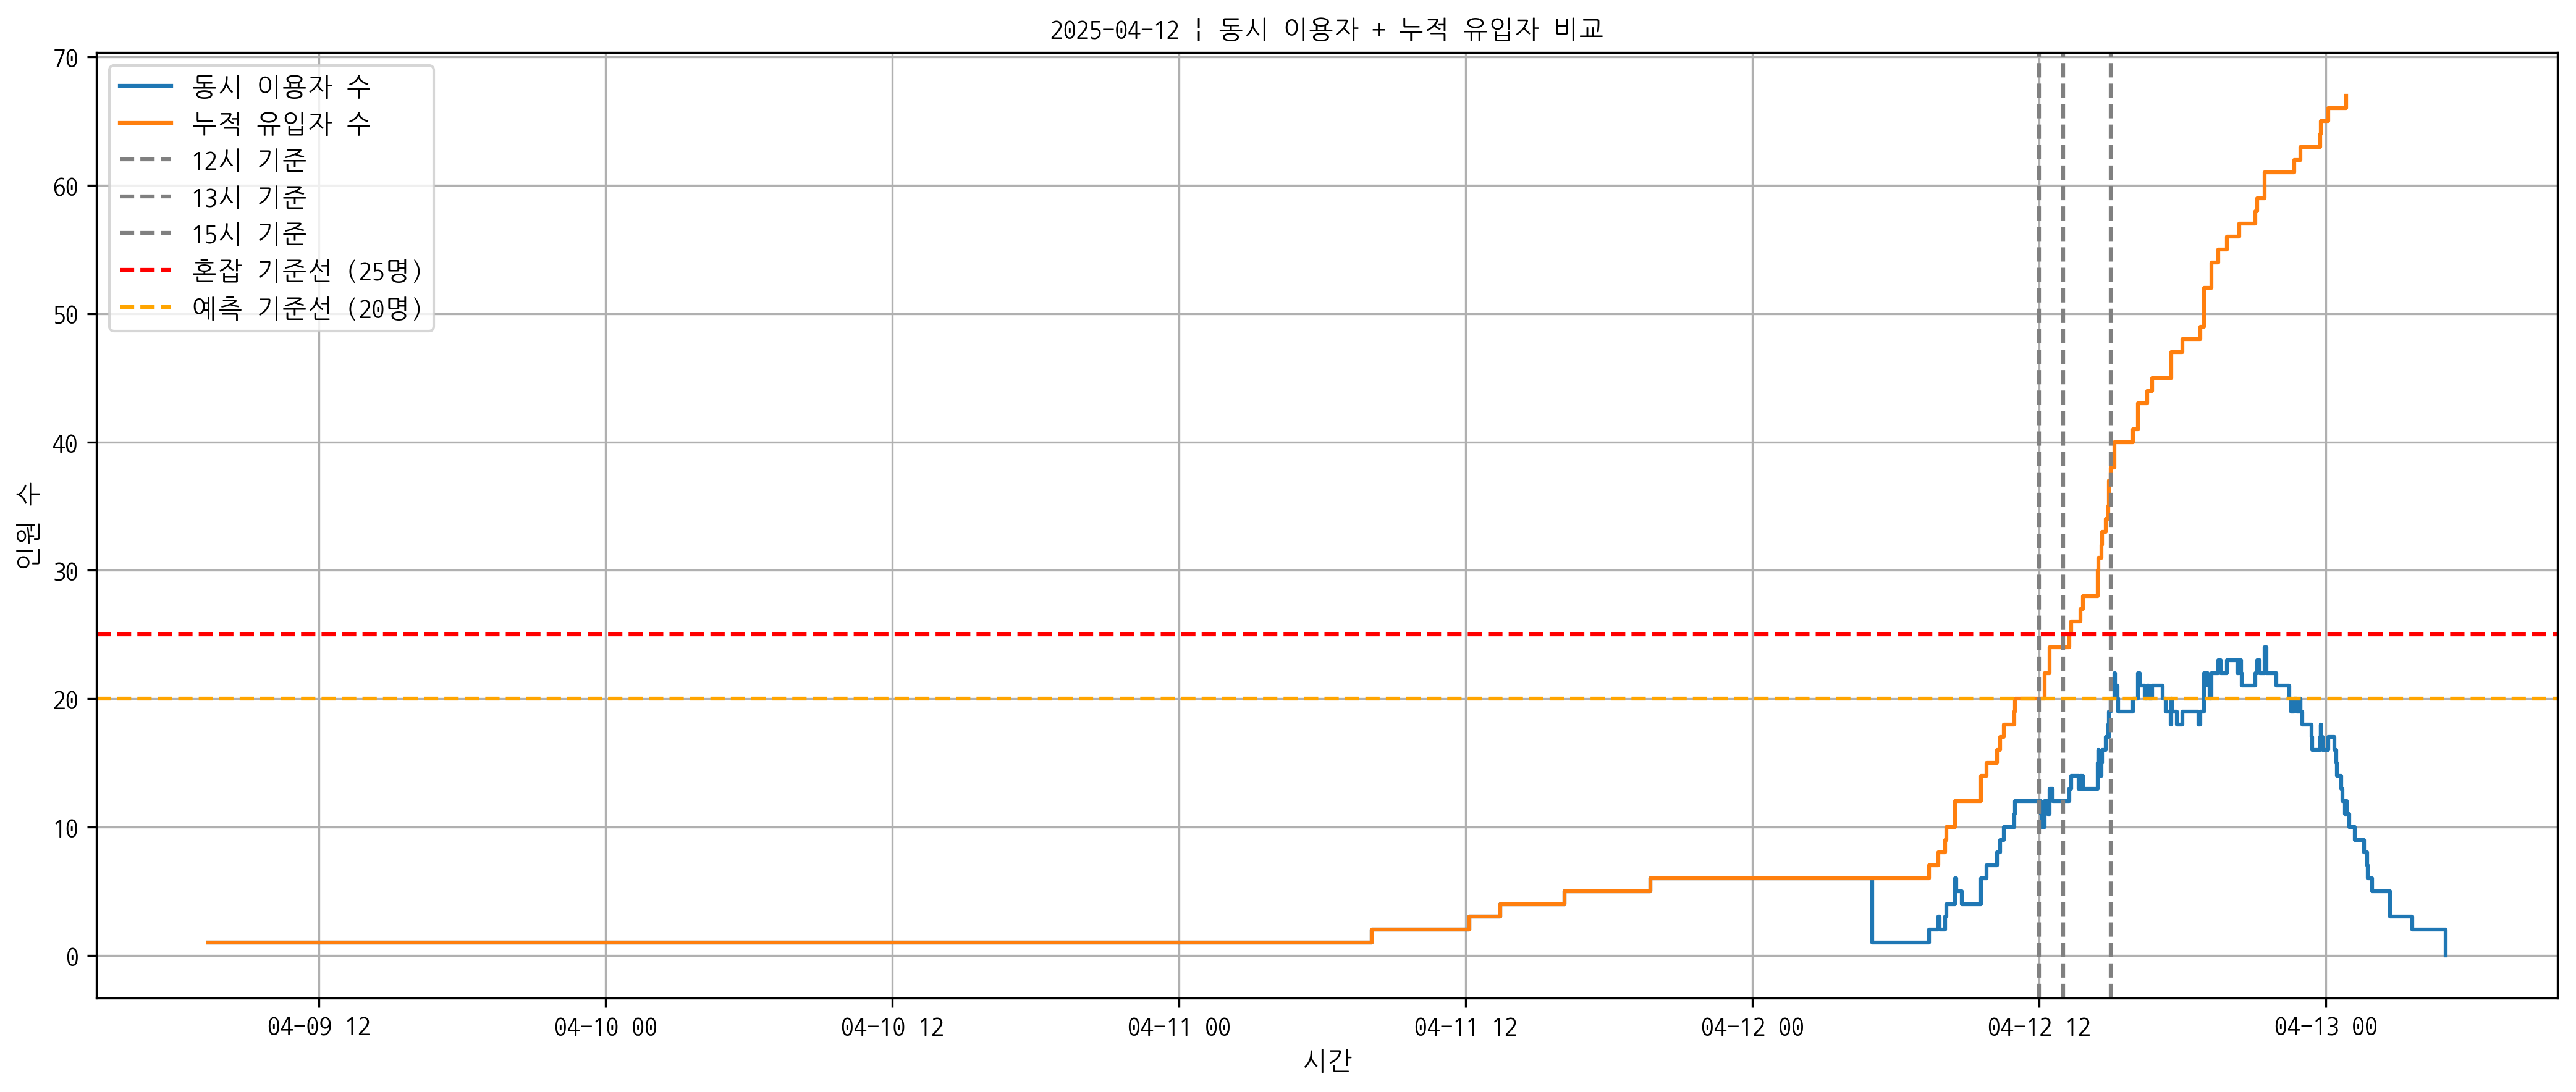 2025-04-12 | 동시 이용자 + 누적 유입자 비교
동시 이용자 수
누적 유입자 수
12시 기준
13시 기준
15시 기준
혼잡 기준선 (25명)
예측 기준선 (20명)
인원 수
70
60
50
40
30
20
10
0
04-09 12
04-10 00
04-10 12
04-11 00
04-11 12
04-12 00
04-12 12
04-13 00
시간